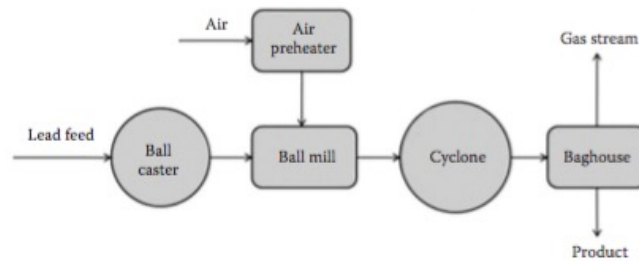 Air
Air
preheater
Gas stream
Lead feed
Ball
caster
Ball mill
Cyclone
Baghouse
Product